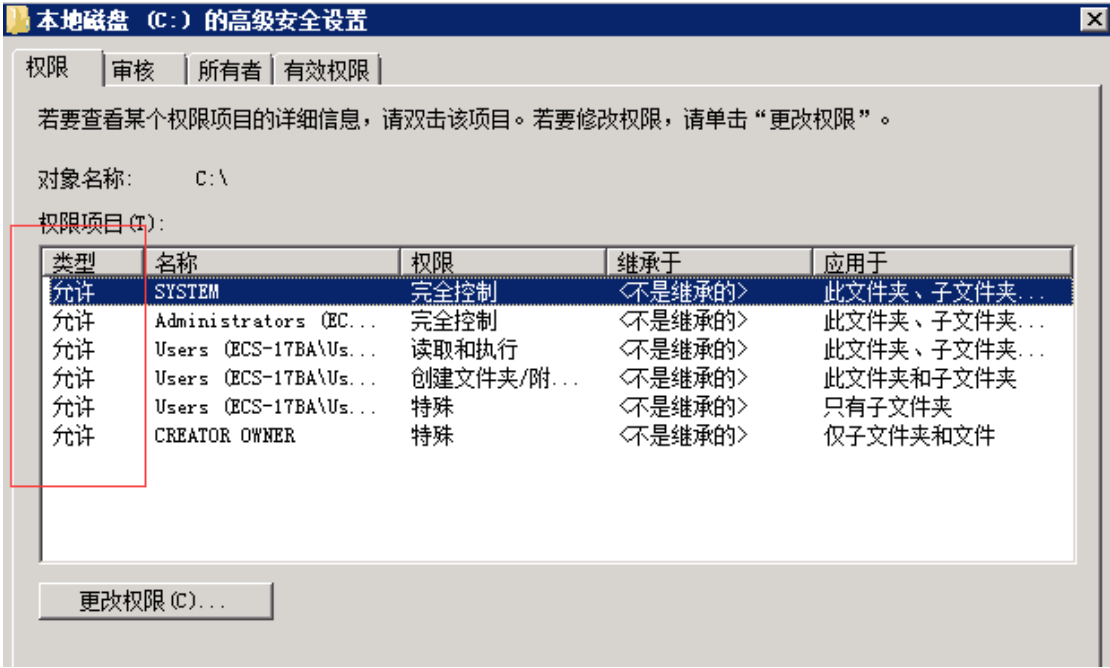 本地磁盘 (C:) 的高级安全设置
权限 审核 所有者 有效权限
若要查看某个权限项目的详细信息，请双击该项目。若要修改权限，请单击“更改权限”。
对象名称: C:\
权限项目(T):
类型 名称 权限 继承于 应用于
允许 SYSTEM 完全控制 <不是继承的> 此文件夹、子文件夹...
允许 Administrators (EC... 完全控制 <不是继承的> 此文件夹、子文件夹...
允许 Users (ECS-17BA\Us... 读取和执行 <不是继承的> 此文件夹、子文件夹...
允许 Users (ECS-17BA\Us... 创建文件夹/附... <不是继承的> 此文件夹和子文件夹
允许 Users (ECS-17BA\Us... 特殊 <不是继承的> 只有子文件夹
允许 CREATOR OWNER 特殊 <不是继承的> 仅子文件夹和文件
更改权限(C)...